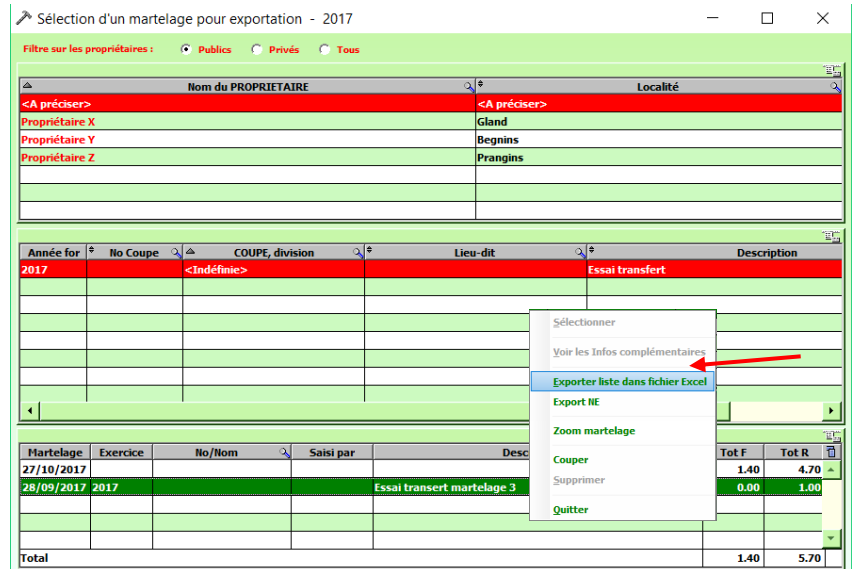 Sélection d'un martelage pour exportation - 2017
Filtre sur les propriétaires : Publics Privés Tous
Nom du PROPRIETAIRE Localité
<A préciser> <A préciser>
Propriétaire X Gland
Propriétaire Y Begnins
Propriétaire Z Prangins
Année for No Coupe COUPE, division Lieu-dit Description
2017 <Indéfinie> Essai transfert
Sélectionner
Voir les Infos complémentaires
Exporter liste dans fichier Excel
Export NE
Zoom martelage
Couper
Supprimer
Quitter
Martelage Exercice No/Nom Saisi par Desc Tot F Tot R
27/10/2017 1.40 4.70
28/09/2017 2017 Essai transert martelage 3 0.00 1.00
Total 1.40 5.70